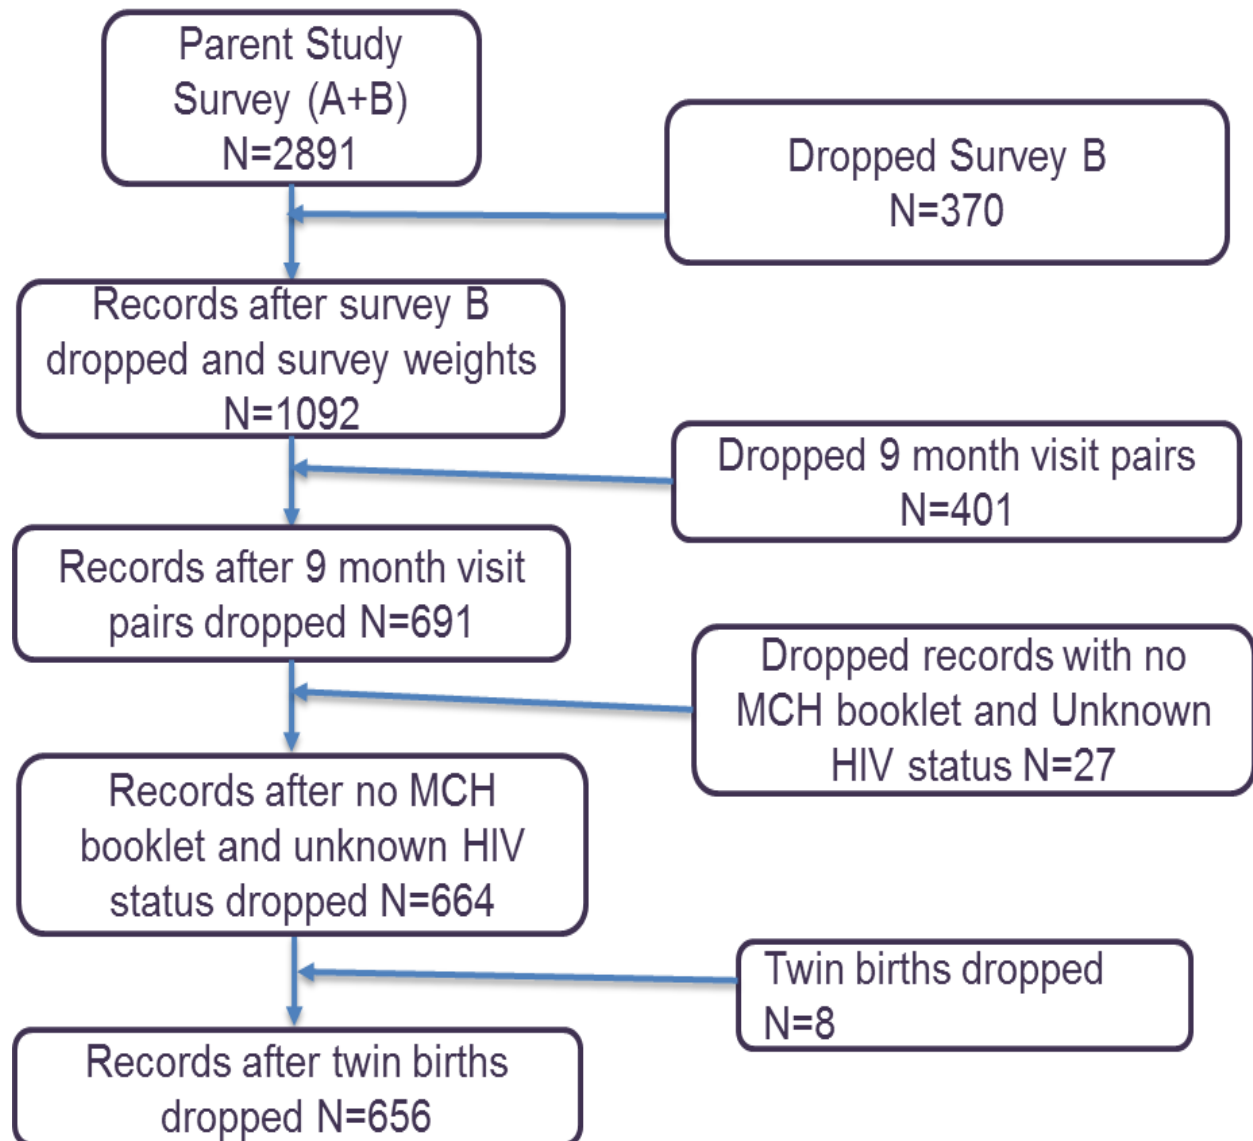 Parent Study
Survey (A+B)
N=2891
Dropped Survey B
N=370
Records after survey B
dropped and survey weights
N=1092
Dropped 9 month visit pairs
N=401
Records after 9 month visit
pairs dropped N=691
Dropped records with no
MCH booklet and Unknown
HIV status N=27
Records after no MCH
booklet and unknown HIV
status dropped N=664
Twin births dropped
N=8
Records after twin births
dropped N=656